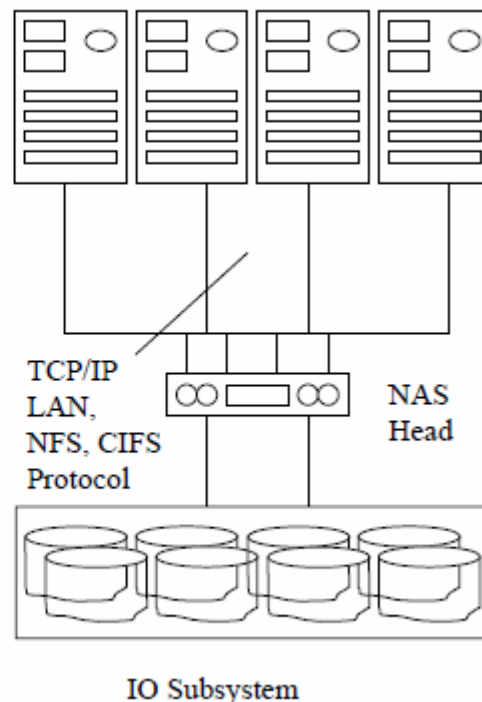 TCP/IP
LAN,
NFS, CIFS
Protocol
NAS
Head
IO Subsystem